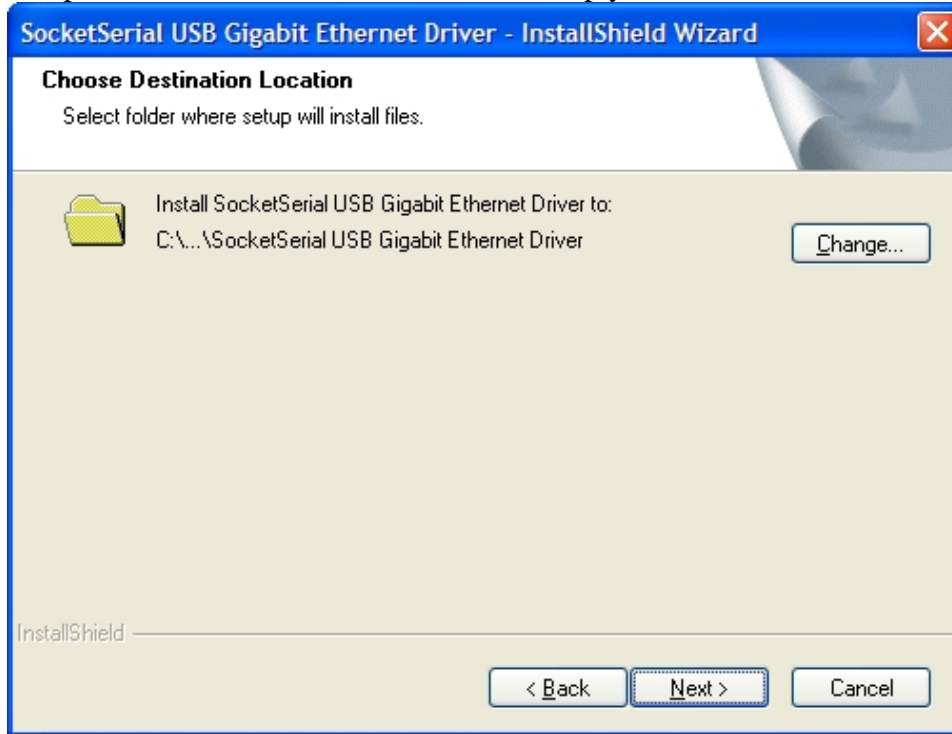 SocketSerial USB Gigabit Ethernet Driver - InstallShield Wizard
Choose Destination Location
Select folder where setup will install files.
Install SocketSerial USB Gigabit Ethernet Driver to:
C:\...\SocketSerial USB Gigabit Ethernet Driver
Change...
InstallShield
< Back
Next >
Cancel